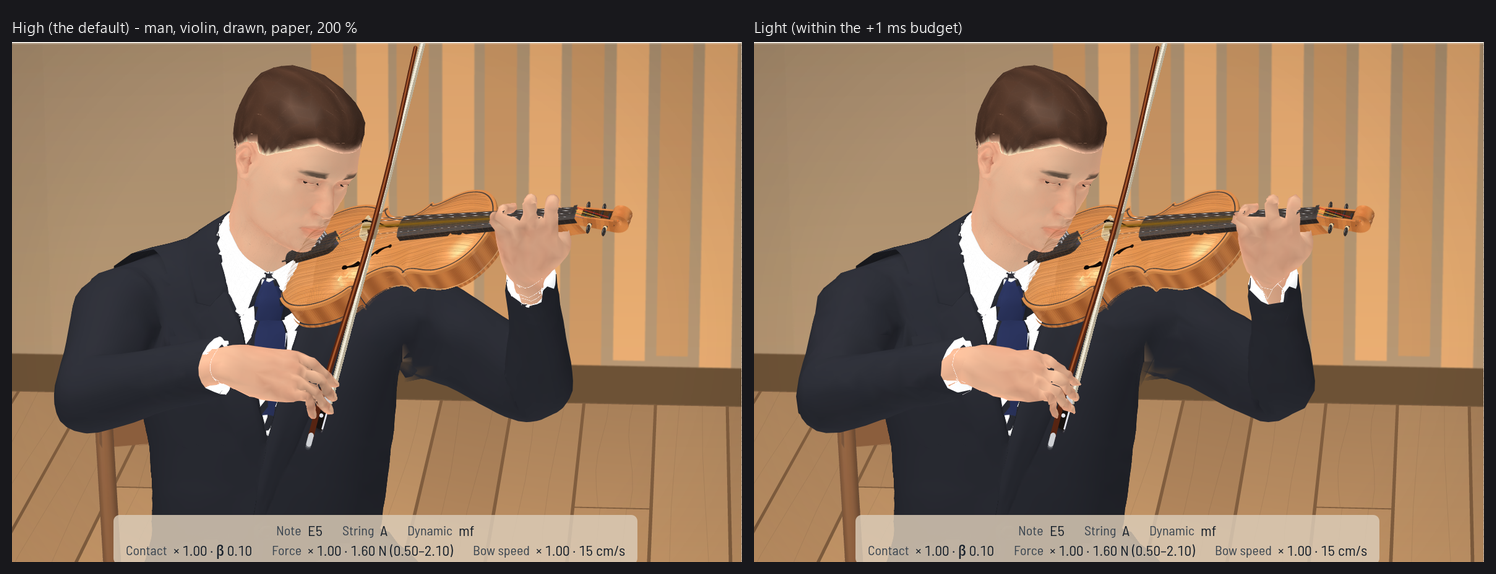 High (the default) - man, violin, drawn, paper, 200 %
Note E5 String A Dynamic mf
Contact × 1.00 · β 0.10 Force × 1.00 · 1.60 N (0.50–2.10) Bow speed × 1.00 · 15 cm/s
Light (within the +1 ms budget)
Note E5 String A Dynamic mf
Contact × 1.00 · β 0.10 Force × 1.00 · 1.60 N (0.50–2.10) Bow speed × 1.00 · 15 cm/s